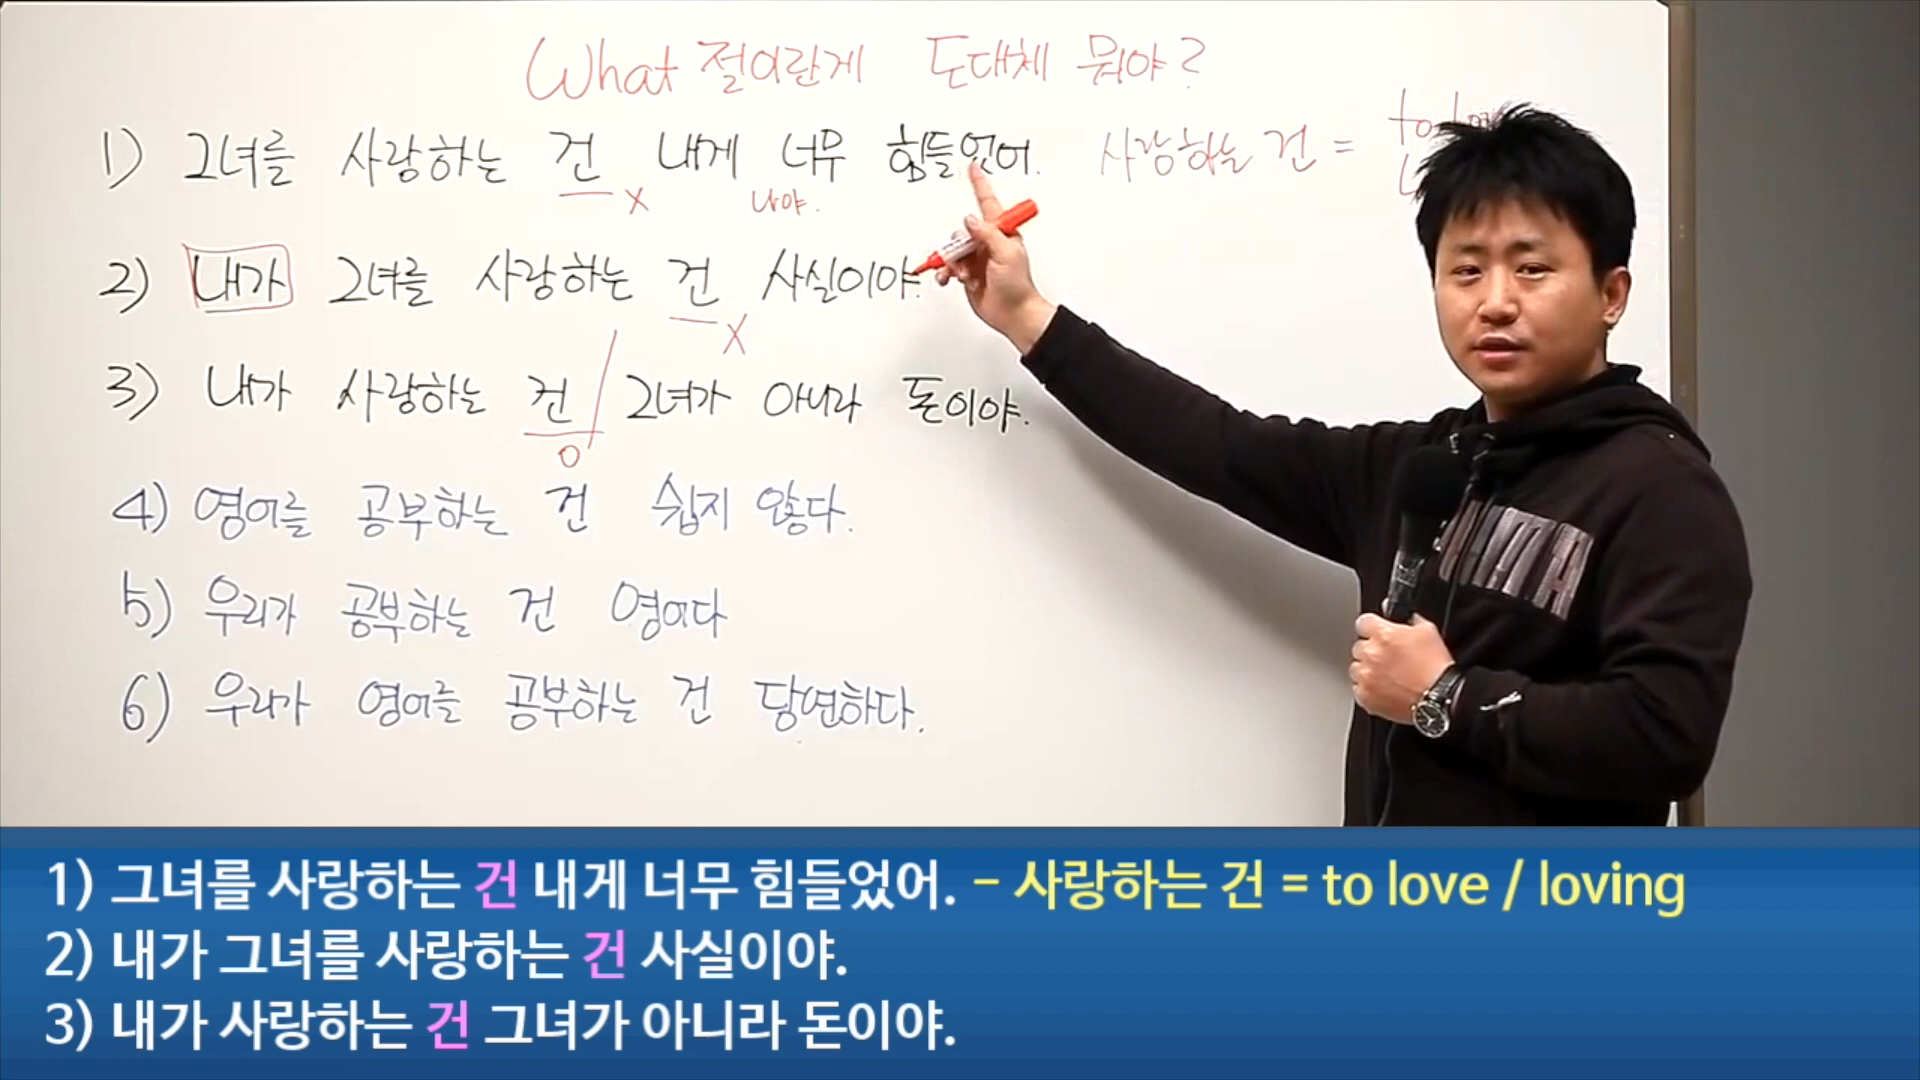 What 절이란게 도대체 뭐야?
1) 그녀를 사랑하는 건 내게 너무 힘들었어. 사랑하는 건 = to
x 나야.
2) 내가 그녀를 사랑하는 건 사실이야.
x
3) 내가 사랑하는 건 / 그녀가 아니라 돈이야.
o
4) 영어를 공부하는 건 쉽지 않다.
5) 우리가 공부하는 건 영어다
6) 우리가 영어를 공부하는 건 당연하다.
1) 그녀를 사랑하는 건 내게 너무 힘들었어. - 사랑하는 건 = to love / loving
2) 내가 그녀를 사랑하는 건 사실이야.
3) 내가 사랑하는 건 그녀가 아니라 돈이야.